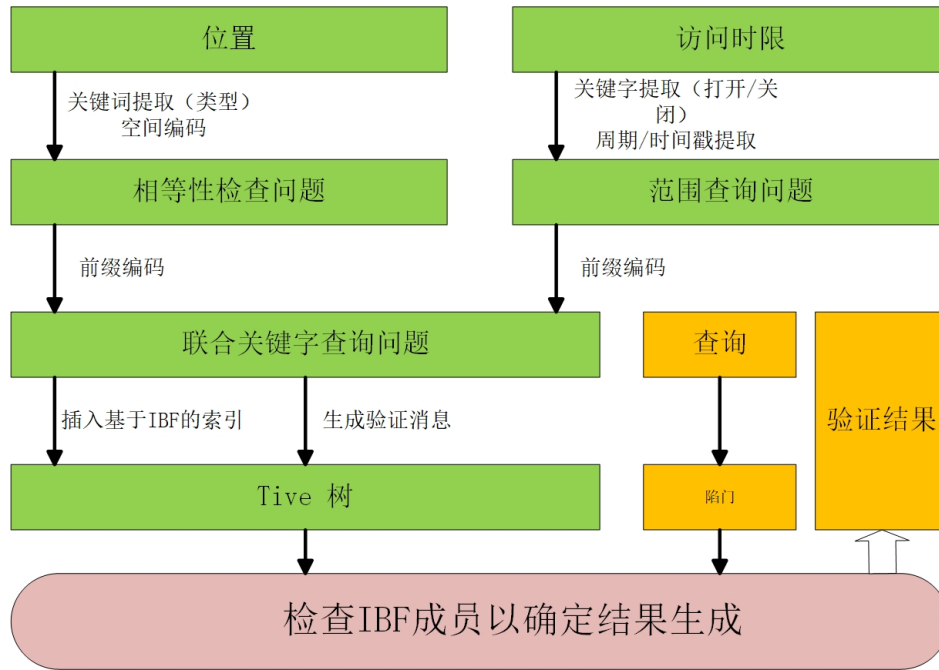 位置
访问时限
关键词提取（类型）
空间编码
关键字提取（打开/关
闭）
周期/时间戳提取
相等性检查问题
范围查询问题
前缀编码
前缀编码
联合关键字查询问题
查询
验证结果
插入基于IBF的索引
生成验证消息
Tive 树
陷门
检查IBF成员以确定结果生成